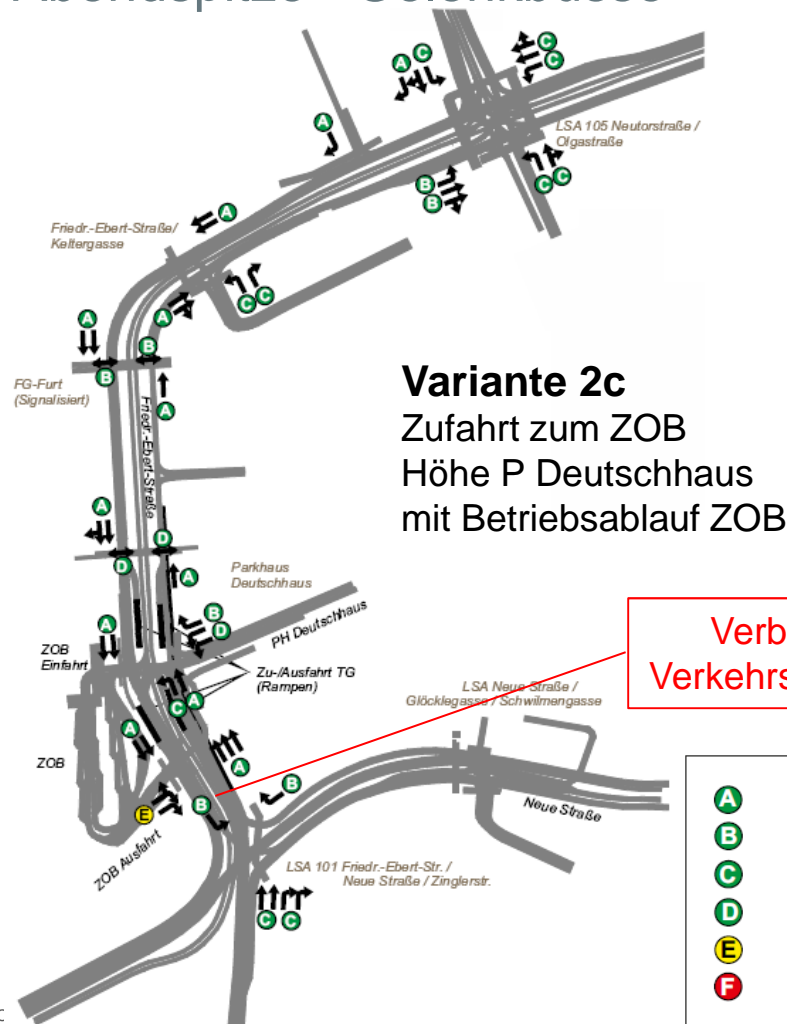 LSA 105 Neutorstraße /
Olgastraße
Friedr.-Ebert-Straße/
Keltergasse
FG-Furt
(Signalisiert)
Friedr.-Ebert-Straße
Variante 2c
Zufahrt zum ZOB
Höhe P Deutschhaus
mit Betriebsablauf ZOB
Parkhaus
Deutschhaus
PH Deutschhaus
ZOB
Einfahrt
Zu-/Ausfahrt TG
(Rampen)
LSA Neue Straße /
Glöcklegasse / Schwilmengasse
ZOB
Neue Straße
ZOB Ausfahrt
LSA 101 Friedr.-Ebert-Str. /
Neue Straße / Zinglerstr.
A
C
C
C
A
B
B
C
C
A
C
C
A
A
B
B
A
A
D
D
A
B
D
A
C
A
A
A
B
B
E
C
C
A
B
C
D
E
F